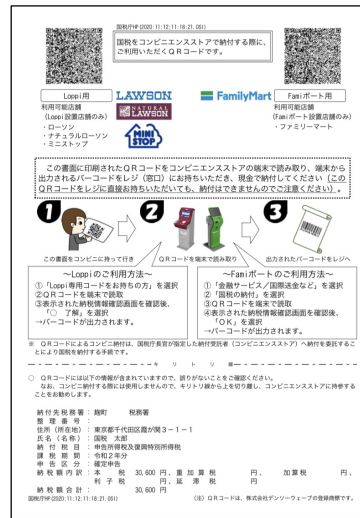 国税庁HP(2020:11:12:11:18:21.OSI)
国税をコンビニエンスストアで納付する際に、
ご利用いただくQRコードです。
Loppi用
LAWSON
FamilyMart
Famiポート用
利用可能店舗
(Loppi設置店舗のみ)
・ローソン
・ナチュラルローソン
・ミニストップ
NATURAL
LAWSON
MINI
STOP
利用可能店舗
(Famiポート設置店舗のみ)
・ファミリーマート
この書面に印刷されたQRコードをコンビニエンスストアの端末で読み取り、端末から
出力されるバーコードをレジ(窓口)にお持ちいただき、現金で納付してください(この
QRコードをレジに直接お持ちいただいても、納付はできませんのでご注意ください)。
1
2
3
この書面をコンビニに持って行き
QRコードを端末で読み取り
出力されたバーコードをレジへ
~Loppiのご利用方法~
①「Loppi専用コードをお持ちの方」を選択
②QRコードを端末で読取
③表示された納税情報確認画面を確認後、
「○ 了解」を選択
→バーコードが出力されます。
~Famiポートのご利用方法~
①「金融サービス/国際送金など」を選択
②「国税の納付」を選択
③QRコードを端末で読取
④表示された納税情報確認画面を確認後、
「OK」を選択
→バーコードが出力されます。
※ QRコードによるコンビニ納付は、国税庁長官が指定した納付受託者(コンビニエンスストア)へ納付を委託するこ
とにより国税を納付する手続です。
キリトリ線
○ QRコードには以下の情報が含まれていますので、誤りがないことをご確認ください。
なお、コンビニ納付する際には使用しませんので、キリトリ線から上を切り離し、コンビニエンスストアに持参する
ことをお勧めします。
納付先税務署:麹町 税務署
整理番号:
住所(所在地):東京都千代田区霞が関3-1-1
氏名(名称):国税 太郎
納付税目:申告所得税及復興特別所得税
課税期間:令和2年分
申告区分:確定申告
納税額内訳:本税 30,600円、重加算税 円、加算税 円、
利子税 円、延滞税 円
納税額合計: 30,600円
国税庁HP(2020:11:12:11:18:21.OSI)
(注)QRコードは、株式会社デンソーウェーブの登録商標です。